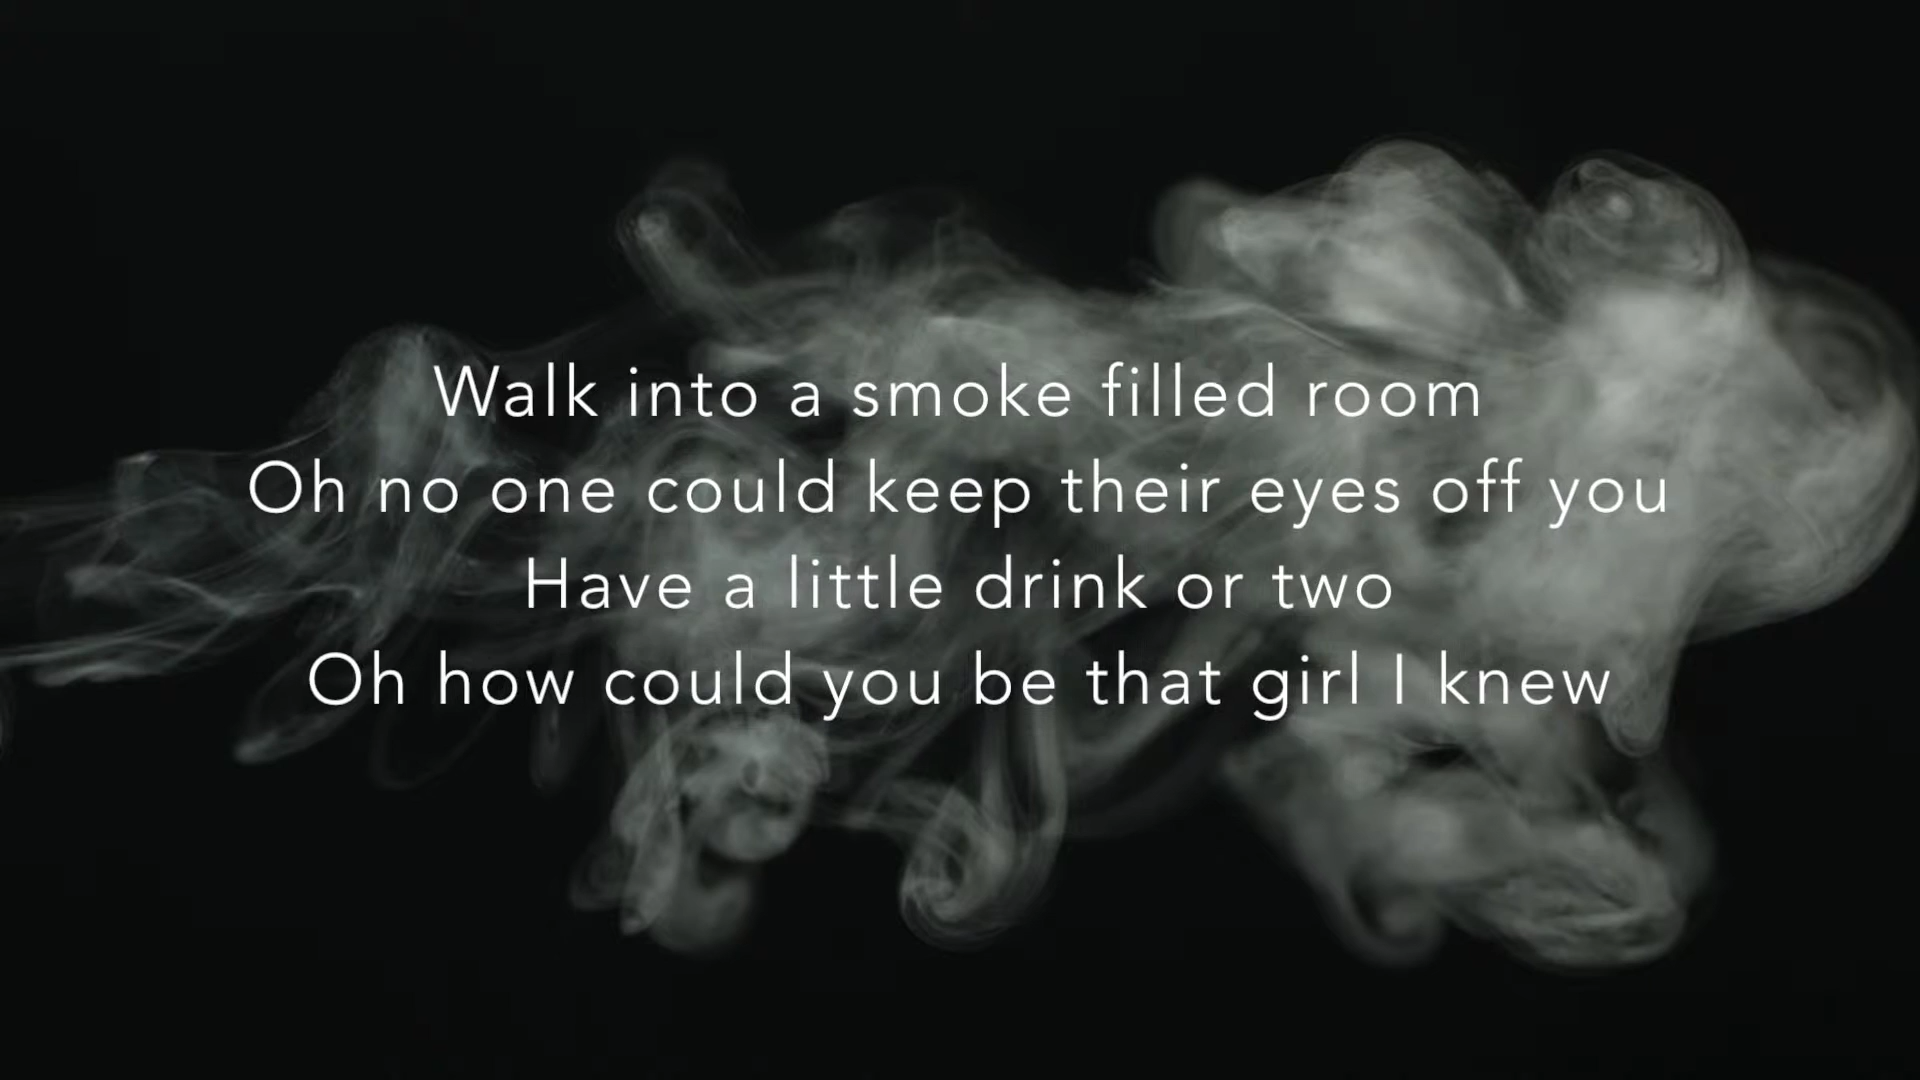 Walk into a smoke filled room
Oh no one could keep their eyes off you
Have a little drink or two
Oh how could you be that girl I knew